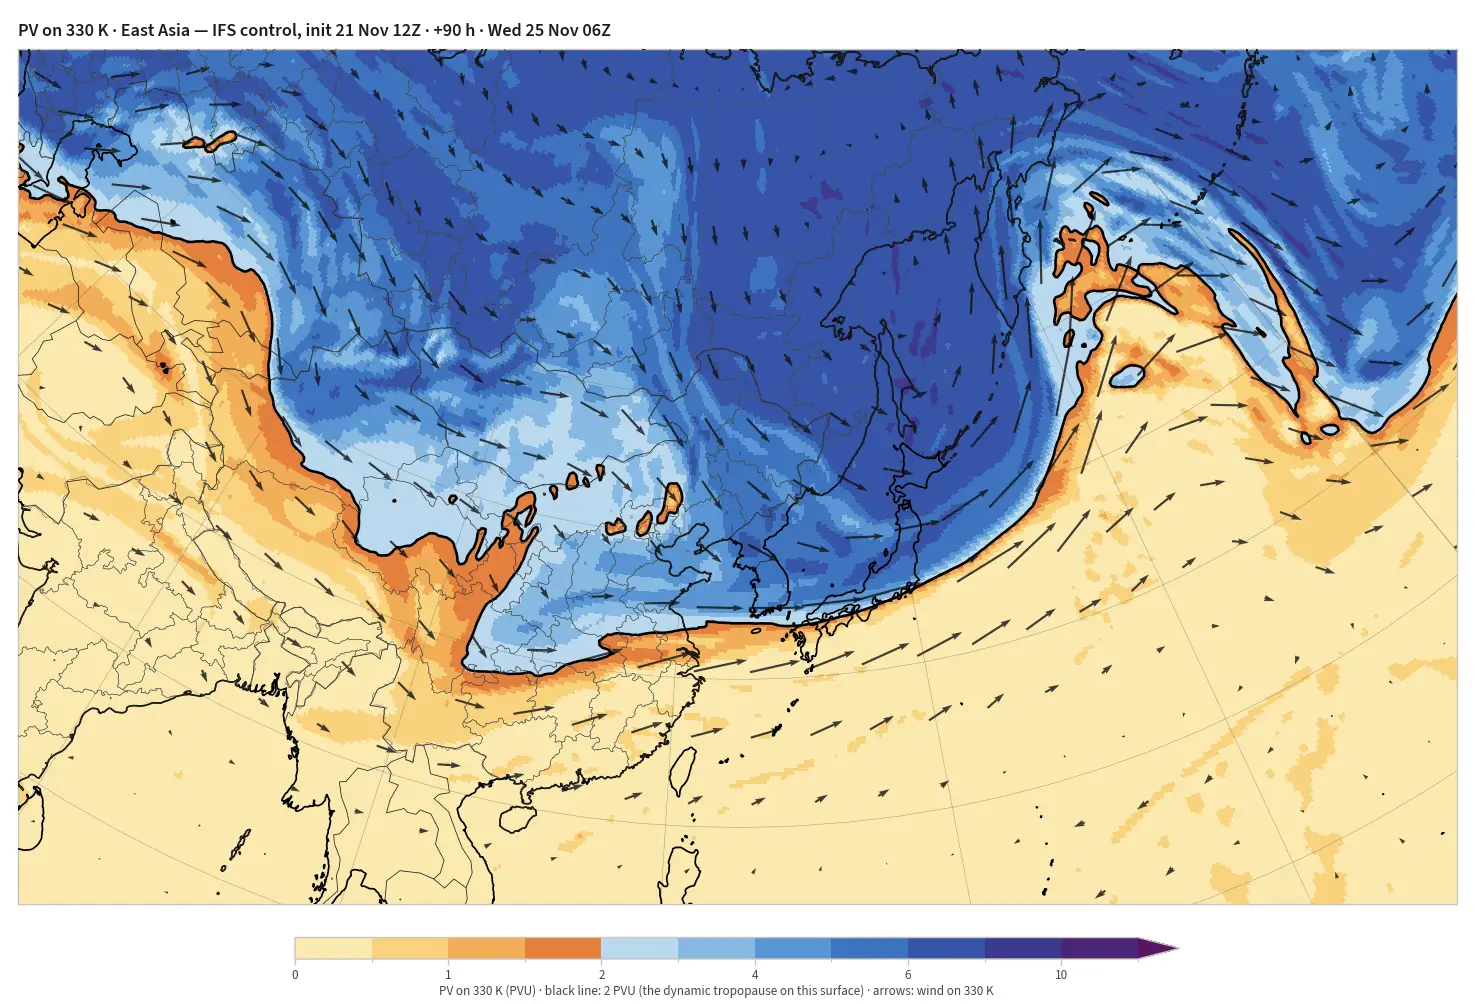 PV on 330 K · East Asia — IFS control, init 21 Nov 12Z · +90 h · Wed 25 Nov 06Z
0 1 2 4 6 10
PV on 330 K (PVU) · black line: 2 PVU (the dynamic tropopause on this surface) · arrows: wind on 330 K